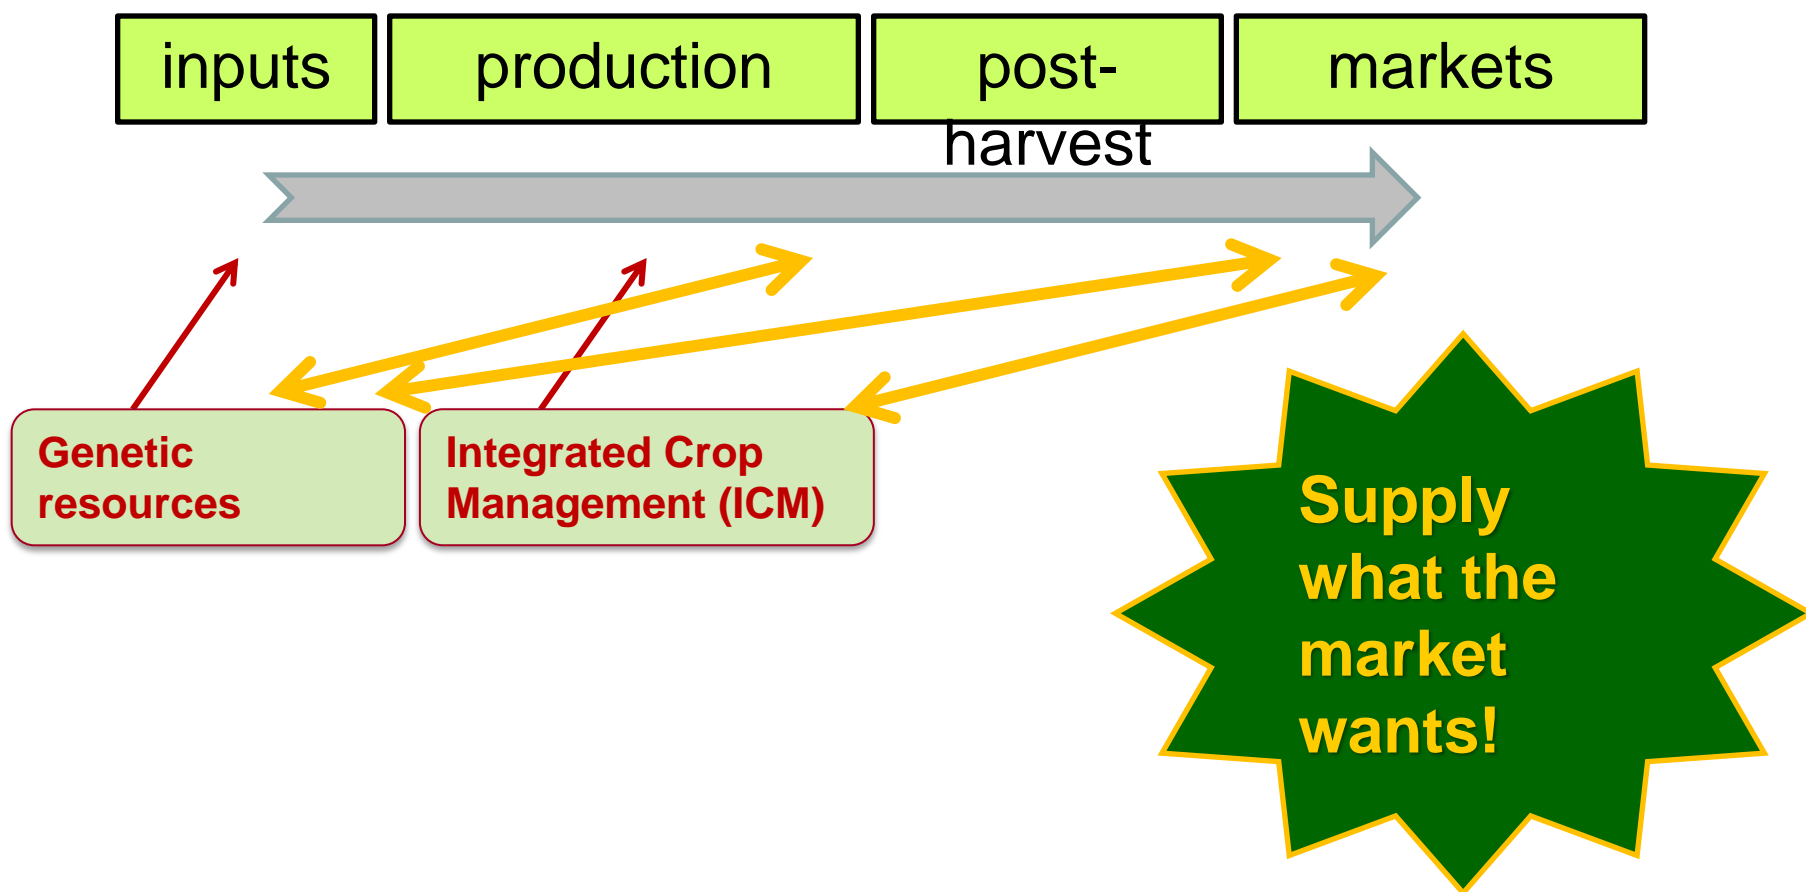 inputs production post- markets
harvest
Genetic
resources
Integrated Crop
Management (ICM)
Supply
what the
market
wants!